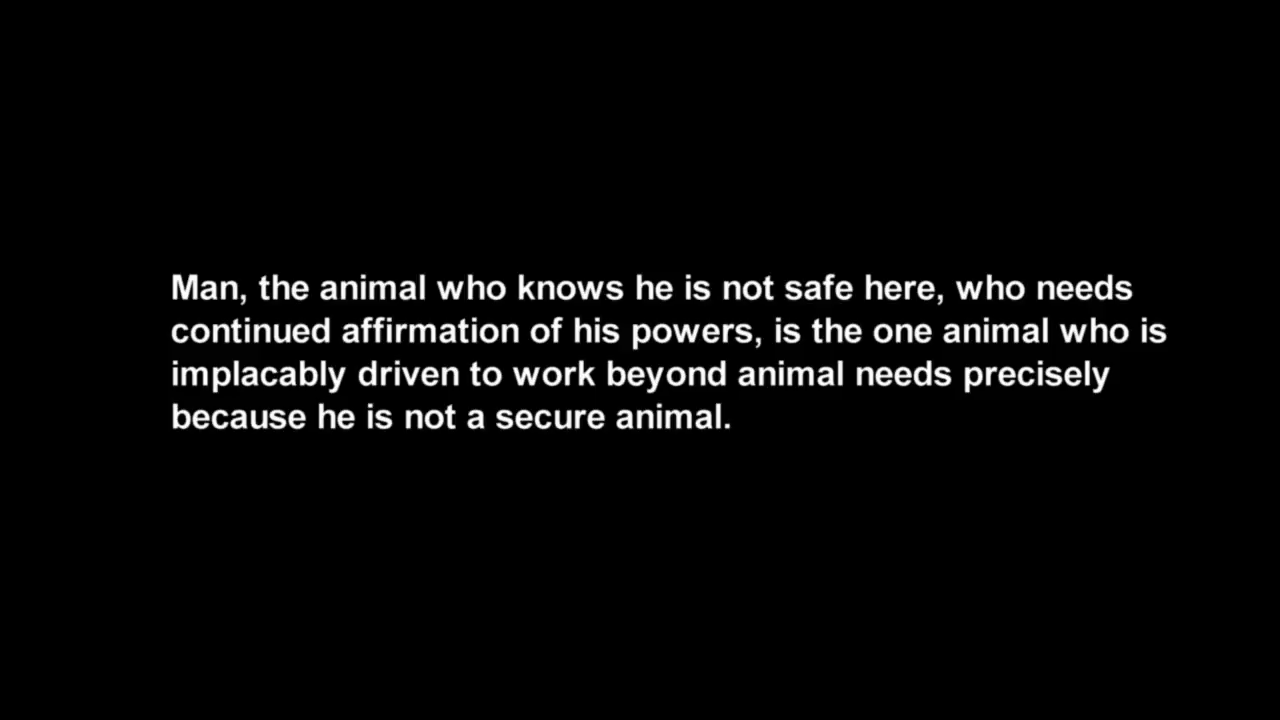 Man, the animal who knows he is not safe here, who needs
continued affirmation of his powers, is the one animal who is
implacably driven to work beyond animal needs precisely
because he is not a secure animal.